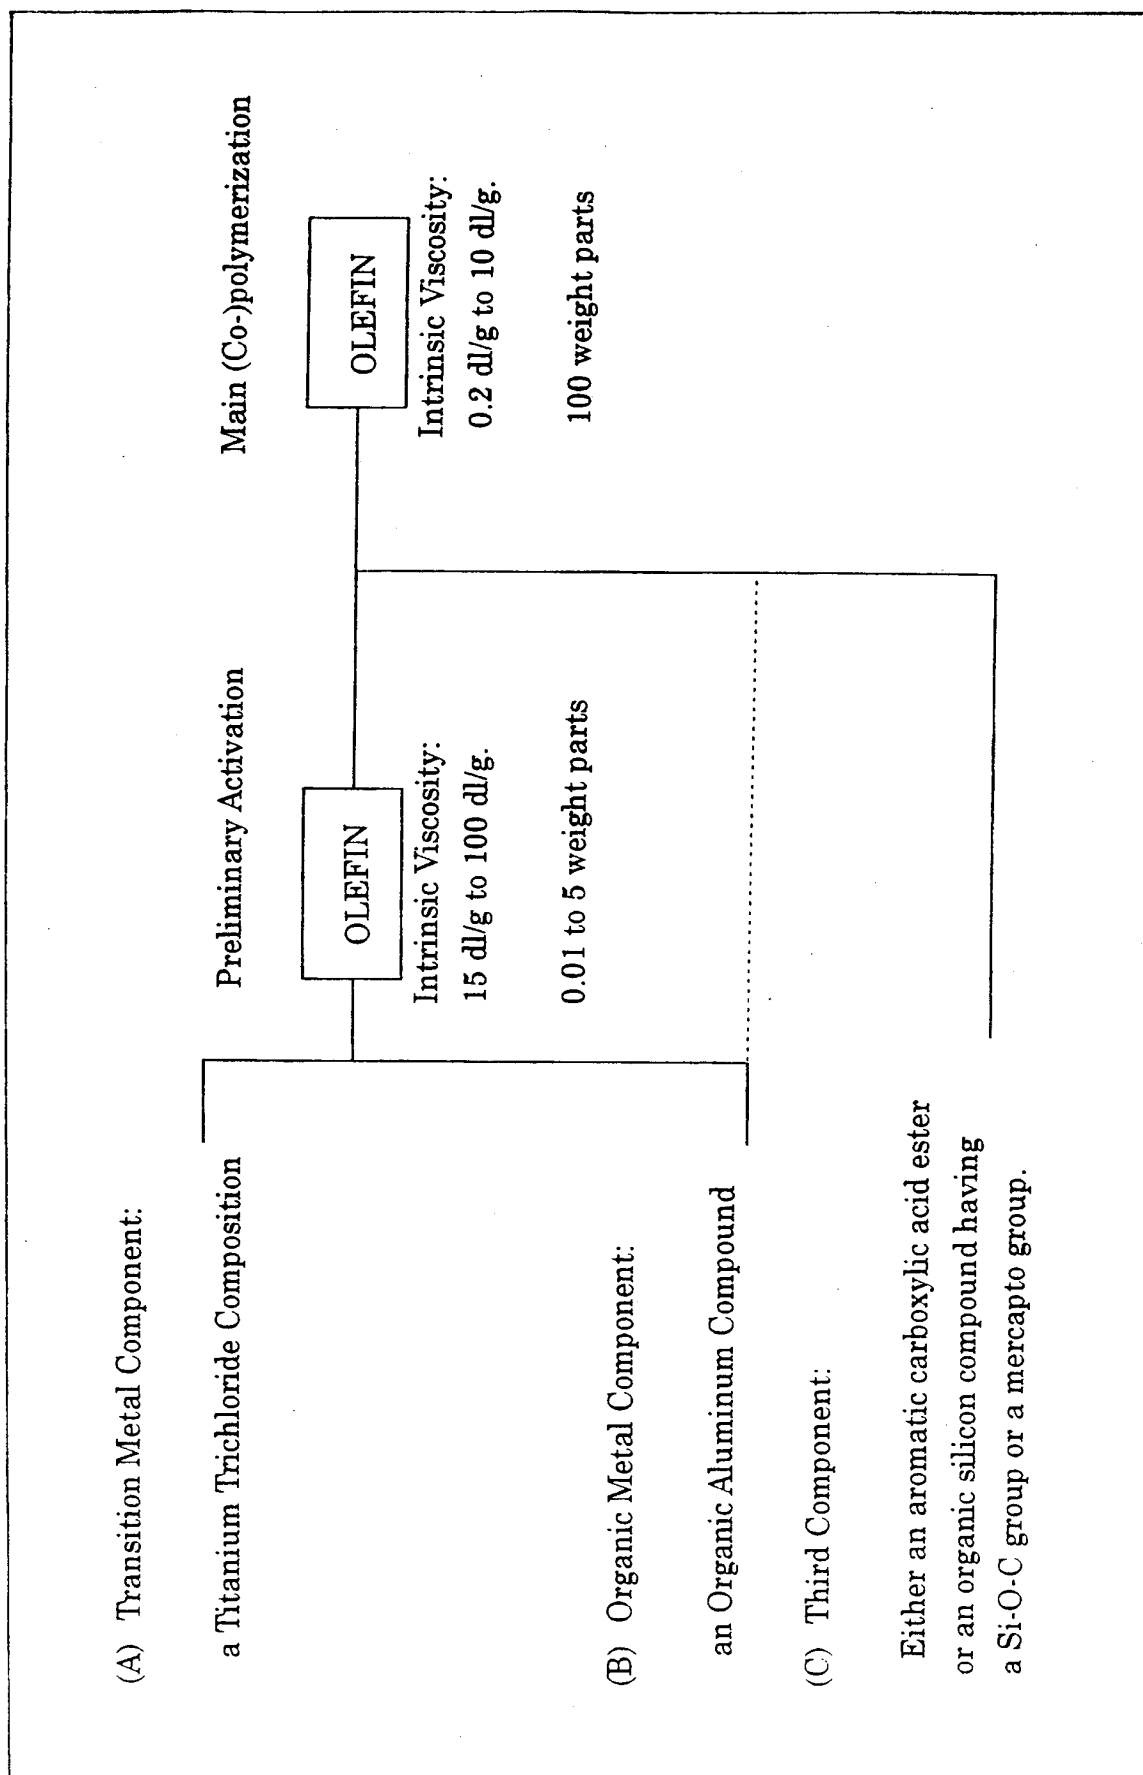 Preliminary Activation
Main (Co-)polymerization
(A) Transition Metal Component:
a Titanium Trichloride Composition
OLEFIN
Intrinsic Viscosity:
15 dl/g to 100 dl/g.
0.01 to 5 weight parts
OLEFIN
Intrinsic Viscosity:
0.2 dl/g to 10 dl/g.
100 weight parts
(B) Organic Metal Component:
an Organic Aluminum Compound
(C) Third Component:
Either an aromatic carboxylic acid ester
or an organic silicon compound having
a Si-O-C group or a mercapto group.